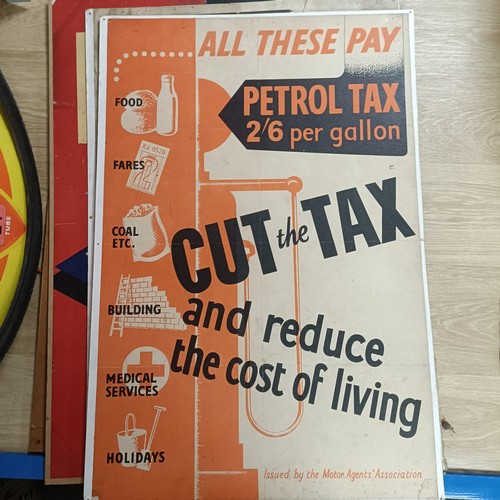 ALL THESE PAY
PETROL TAX
2/6 per gallon
FOOD
FARES
COAL
ETC.
BUILDING
MEDICAL
SERVICES
HOLIDAYS
CUT the TAX
and reduce
the cost of living
Issued by the Motor Agents' Association
TUBE